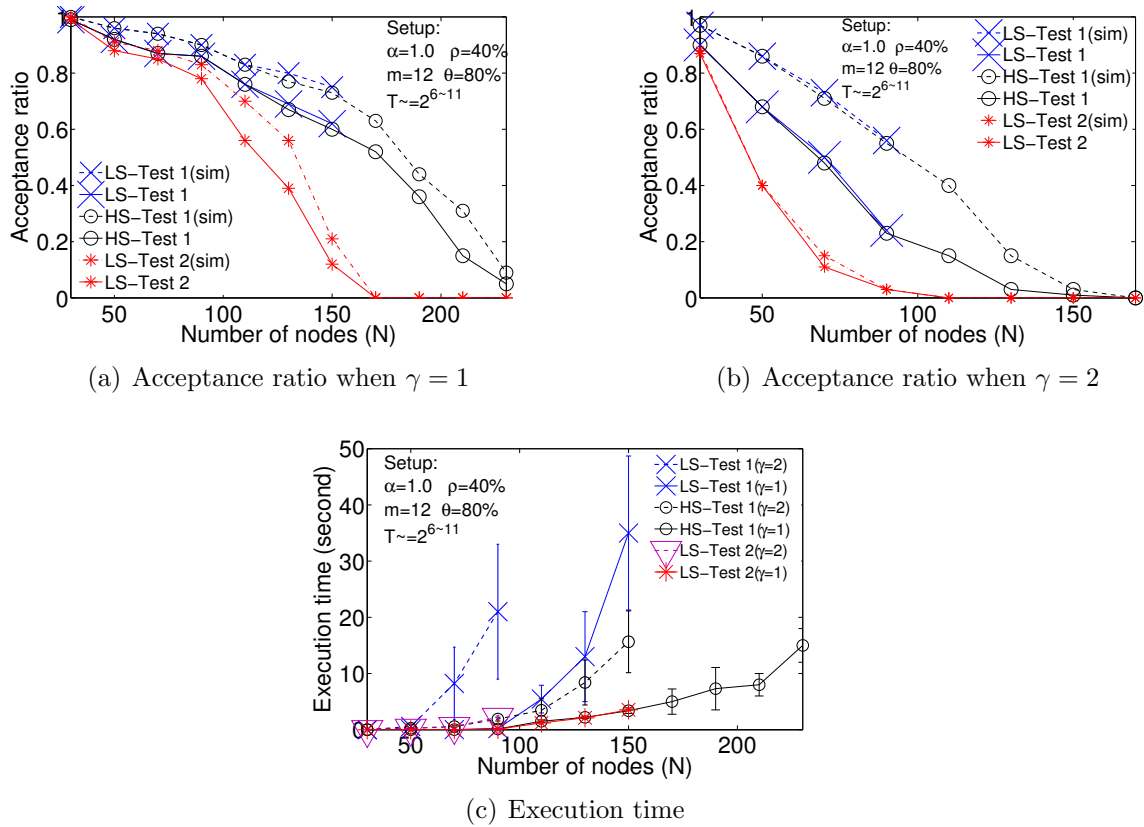 1
0.8
0.6
0.4
0.2
0
Acceptance ratio
Setup:
α=1.0 ρ=40%
m=12 θ=80%
T~=2^6~11
LS−Test 1(sim)
LS−Test 1
HS−Test 1(sim)
HS−Test 1
LS−Test 2(sim)
LS−Test 2
50 100 150 200
Number of nodes (N)
(a) Acceptance ratio when γ = 1
1
0.8
0.6
0.4
0.2
0
Acceptance ratio
Setup:
α=1.0 ρ=40%
m=12 θ=80%
T~=2^6~11
LS−Test 1(sim)
LS−Test 1
HS−Test 1(sim)
HS−Test 1
LS−Test 2(sim)
LS−Test 2
50 100 150
Number of nodes (N)
(b) Acceptance ratio when γ = 2
50
40
30
20
10
0
Execution time (second)
Setup:
α=1.0 ρ=40%
m=12 θ=80%
T~=2^6~11
LS−Test 1(γ=2)
LS−Test 1(γ=1)
HS−Test 1(γ=2)
HS−Test 1(γ=1)
LS−Test 2(γ=2)
LS−Test 2(γ=1)
50 100 150 200
Number of nodes (N)
(c) Execution time